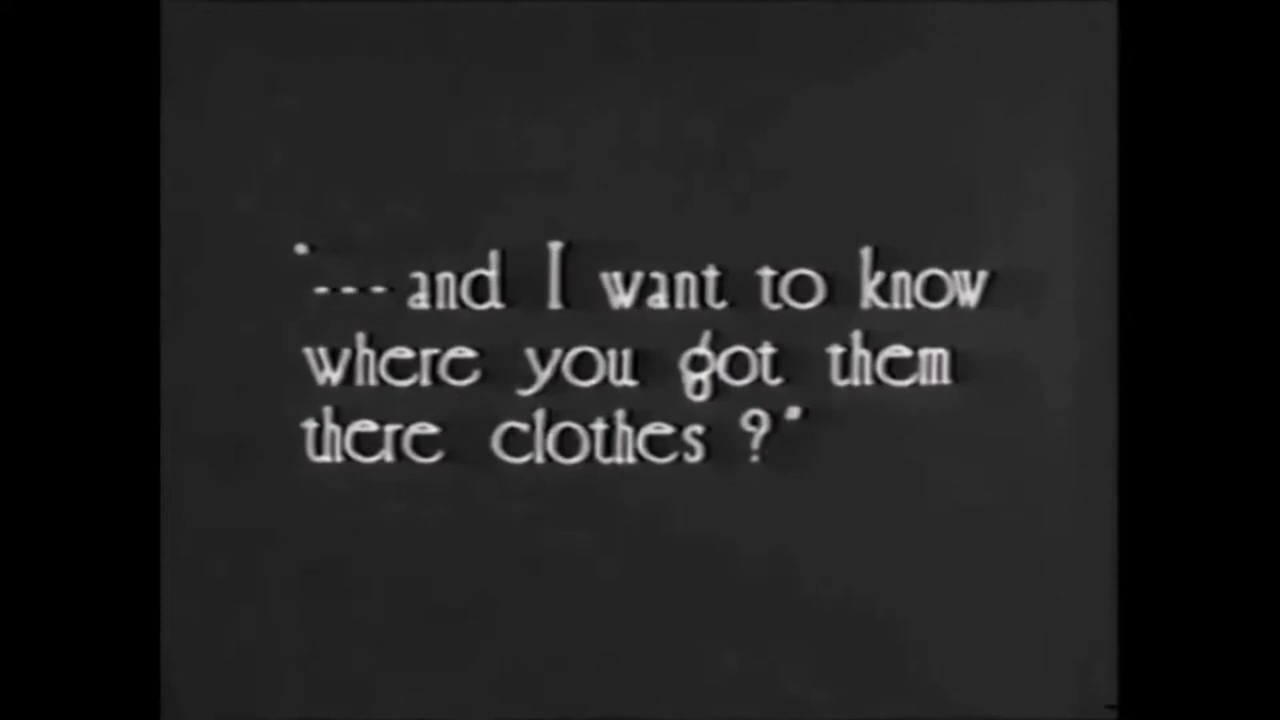 "---and I want to know
where you got them
there clothes?"